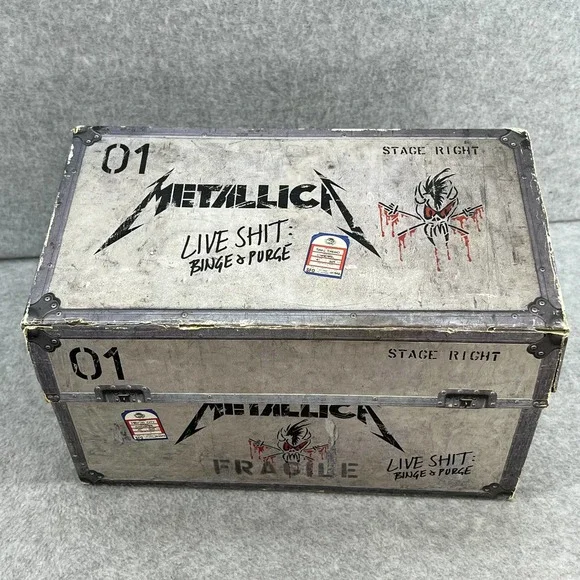 01
STAGE RIGHT
METALLICA
LIVE SHIT:
BINGE & PURGE
01
STAGE RIGHT
METALLICA
FRAGILE
LIVE SHIT:
BINGE & PURGE